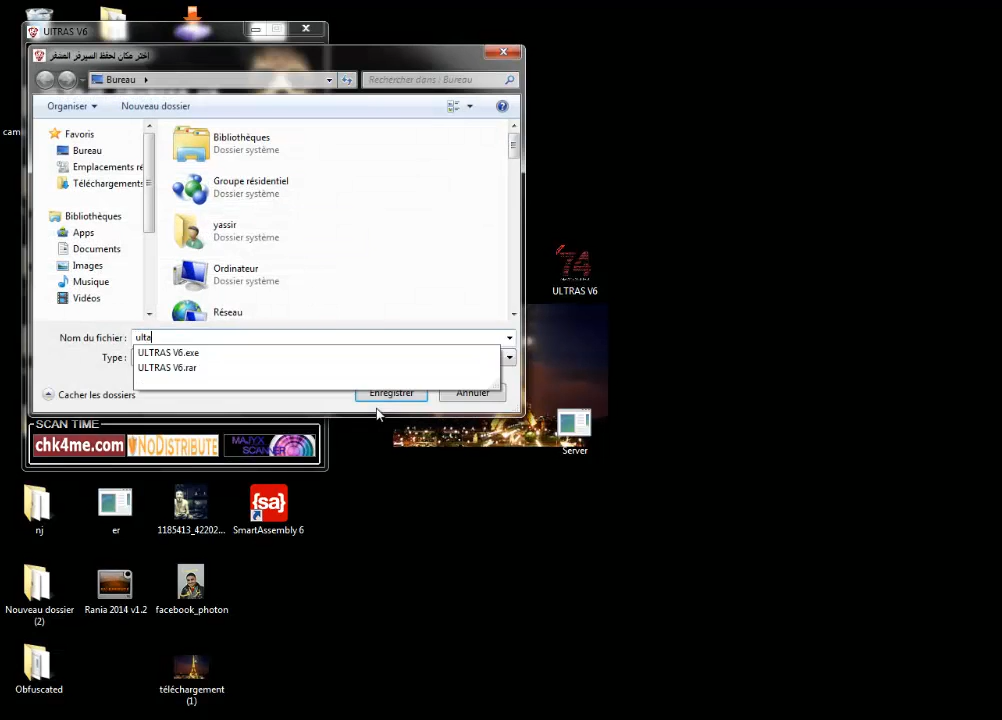 UITRAS V6
اختر مكان لحفظ السيرفر المشفر
Bureau
Rechercher dans : Bureau
Organiser
Nouveau dossier
cam
Favoris
Bureau
Emplacements ré
Téléchargements
Bibliothèques
Apps
Documents
Images
Musique
Vidéos
Bibliothèques
Dossier système
Groupe résidentiel
Dossier système
yassir
Dossier système
Ordinateur
Dossier système
Réseau
Nom du fichier :
ulta
Type :
ULTRAS V6.exe
ULTRAS V6.rar
Cacher les dossiers
Enregistrer
Annuler
SCAN TIME
chk4me.com
NODISTRIBUTE
MAJYX
SCANNER
'74
ULTRAS V6
Server
nj
er
1185413_42202...
{sa}
SmartAssembly 6
Nouveau dossier
(2)
Rania 2014 v1.2
facebook_photon
Obfuscated
téléchargement
(1)